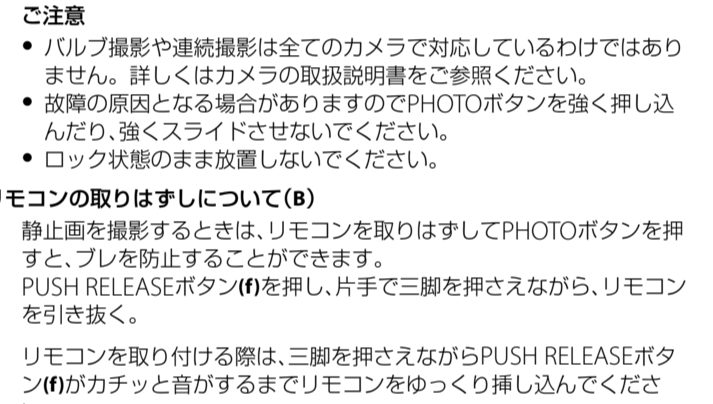 ご注意
• バルブ撮影や連続撮影は全てのカメラで対応しているわけではあり
ません。詳しくはカメラの取扱説明書をご参照ください。
• 故障の原因となる場合がありますのでPHOTOボタンを強く押し込
んだり、強くスライドさせないでください。
• ロック状態のまま放置しないでください。
リモコンの取りはずしについて（B）
静止画を撮影するときは、リモコンを取りはずしてPHOTOボタンを押
すと、ブレを防止することができます。
PUSH RELEASEボタン(f)を押し、片手で三脚を押さえながら、リモコン
を引き抜く。
リモコンを取り付ける際は、三脚を押さえながらPUSH RELEASEボタ
ン(f)がカチッと音がするまでリモコンをゆっくり挿し込んでくださ